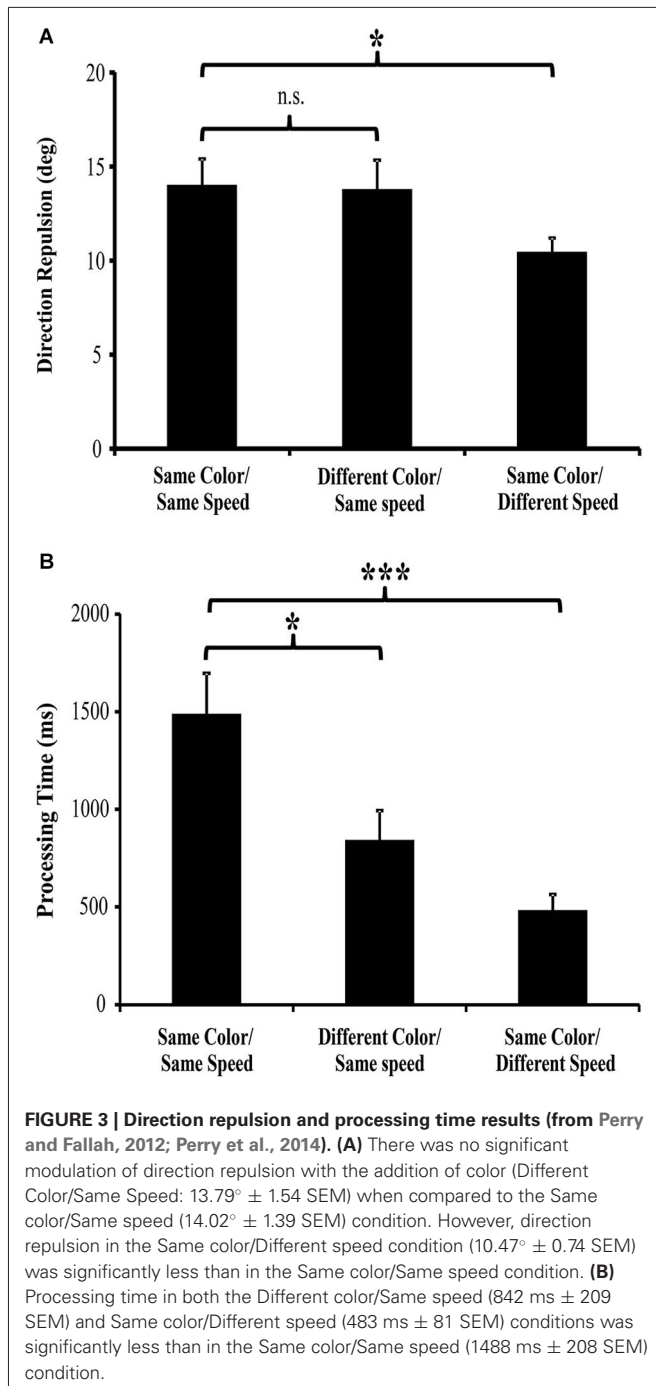 A
*
20
n.s.
15
10
5
0
Direction Repulsion (deg)
Same Color/ Different Color/ Same Color/
Same Speed Same speed Different Speed
B
***
2000
*
1500
1000
500
0
Processing Time (ms)
Same Color/ Different Color/ Same Color/
Same Speed Same speed Different Speed
FIGURE 3 | Direction repulsion and processing time results (from Perry
and Fallah, 2012; Perry et al., 2014). (A) There was no significant
modulation of direction repulsion with the addition of color (Different
Color/Same Speed: 13.79° ± 1.54 SEM) when compared to the Same
color/Same speed (14.02° ± 1.39 SEM) condition. However, direction
repulsion in the Same color/Different speed condition (10.47° ± 0.74 SEM)
was significantly less than in the Same color/Same speed condition. (B)
Processing time in both the Different color/Same speed (842 ms ± 209
SEM) and Same color/Different speed (483 ms ± 81 SEM) conditions was
significantly less than in the Same color/Same speed (1488 ms ± 208 SEM)
condition.